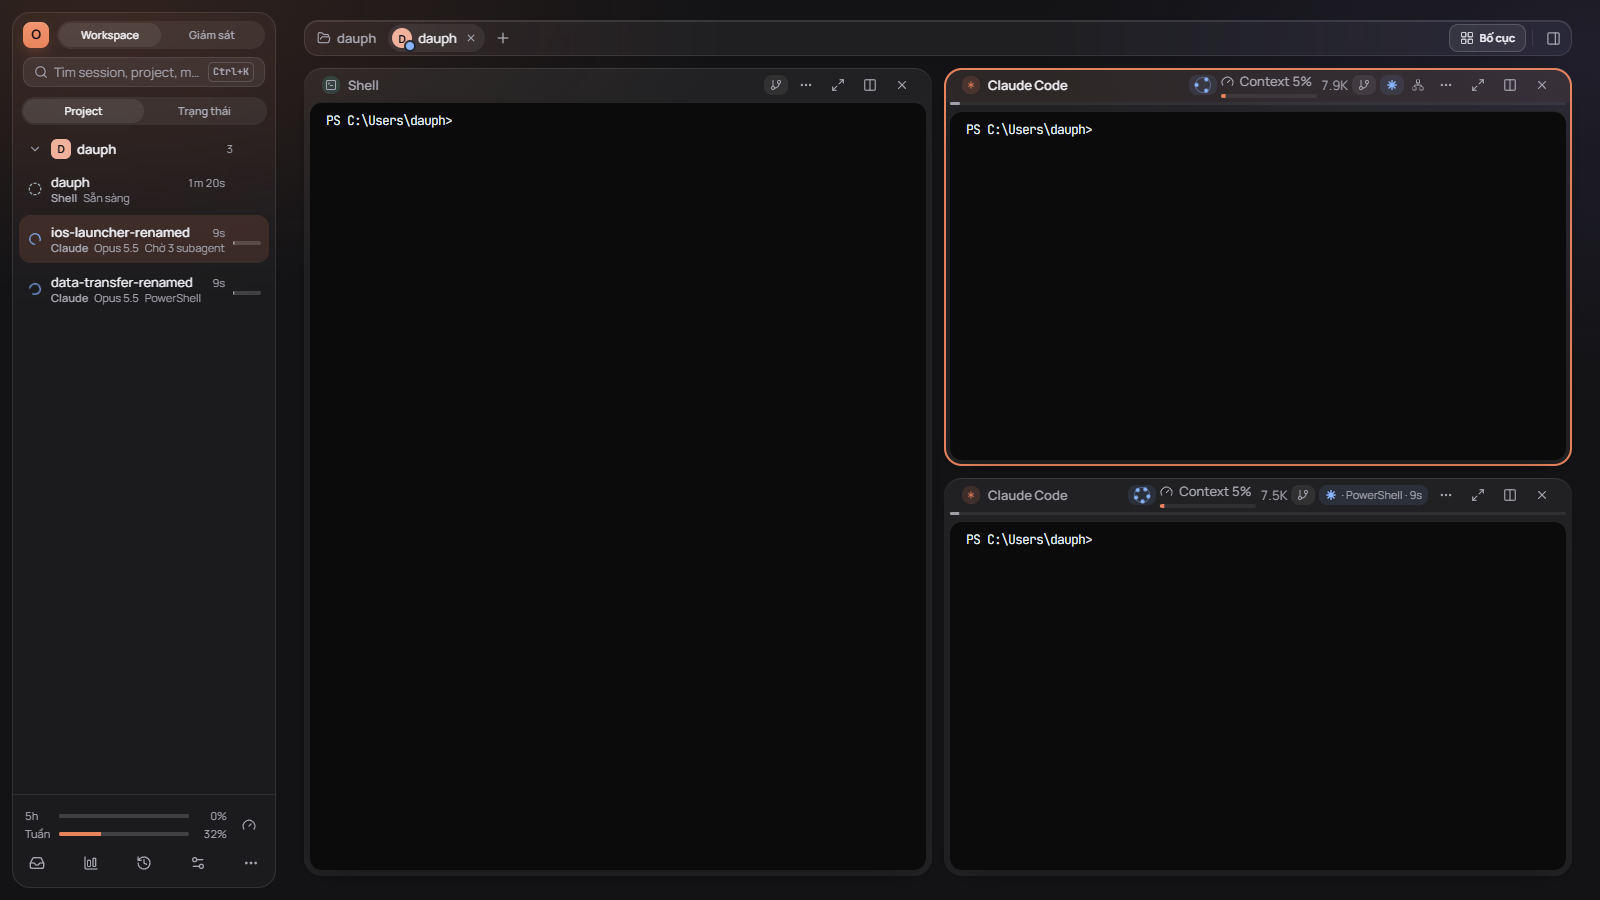 O Workspace Giám sát
Tìm session, project, m... Ctrl+K
Project Trạng thái
D dauph 3
dauph 1m 20s
Shell Sẵn sàng
ios-launcher-renamed 9s
Claude Opus 5.5 Chờ 3 subagent
data-transfer-renamed 9s
Claude Opus 5.5 PowerShell
5h 0%
Tuần 32%
dauph D dauph Bố cục
Shell
PS C:\Users\dauph>
Claude Code Context 5% 7.9K
PS C:\Users\dauph>
Claude Code Context 5% 7.5K · PowerShell · 9s
PS C:\Users\dauph>